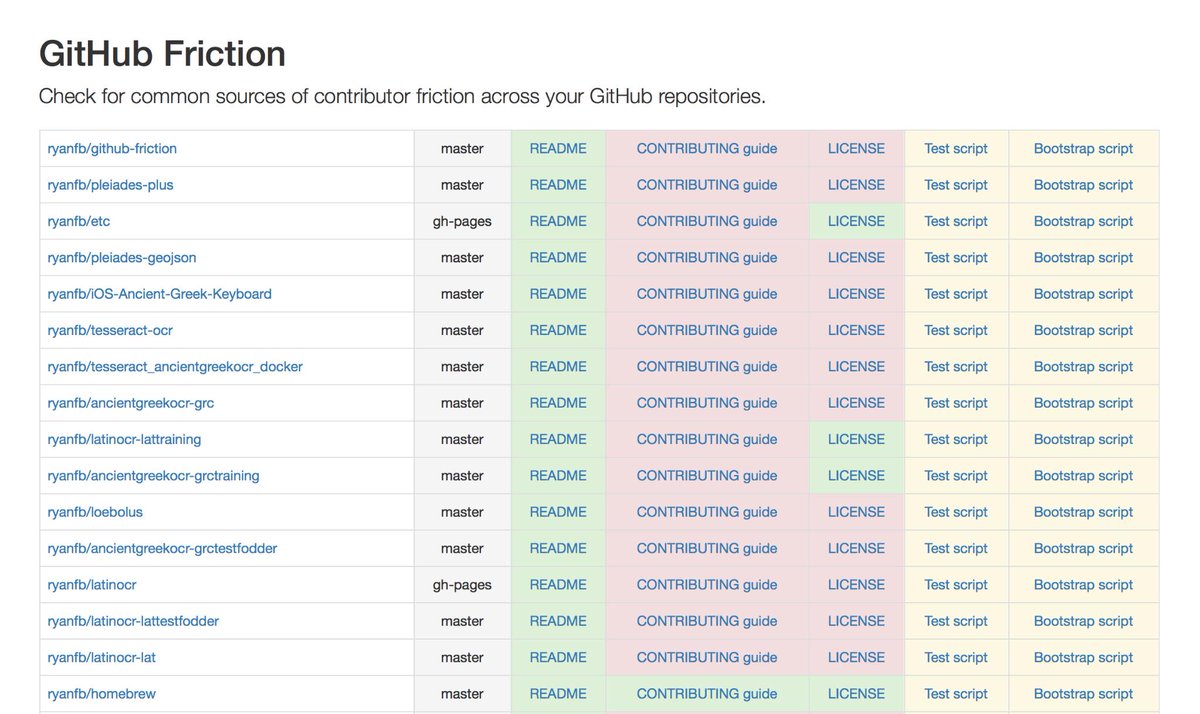 GitHub Friction
Check for common sources of contributor friction across your GitHub repositories.
ryanfb/github-friction master README CONTRIBUTING guide LICENSE Test script Bootstrap script
ryanfb/pleiades-plus master README CONTRIBUTING guide LICENSE Test script Bootstrap script
ryanfb/etc gh-pages README CONTRIBUTING guide LICENSE Test script Bootstrap script
ryanfb/pleiades-geojson master README CONTRIBUTING guide LICENSE Test script Bootstrap script
ryanfb/iOS-Ancient-Greek-Keyboard master README CONTRIBUTING guide LICENSE Test script Bootstrap script
ryanfb/tesseract-ocr master README CONTRIBUTING guide LICENSE Test script Bootstrap script
ryanfb/tesseract_ancientgreekocr_docker master README CONTRIBUTING guide LICENSE Test script Bootstrap script
ryanfb/ancientgreekocr-grc master README CONTRIBUTING guide LICENSE Test script Bootstrap script
ryanfb/latinocr-lattraining master README CONTRIBUTING guide LICENSE Test script Bootstrap script
ryanfb/ancientgreekocr-grctraining master README CONTRIBUTING guide LICENSE Test script Bootstrap script
ryanfb/loebolus master README CONTRIBUTING guide LICENSE Test script Bootstrap script
ryanfb/ancientgreekocr-grctestfodder master README CONTRIBUTING guide LICENSE Test script Bootstrap script
ryanfb/latinocr gh-pages README CONTRIBUTING guide LICENSE Test script Bootstrap script
ryanfb/latinocr-lattestfodder master README CONTRIBUTING guide LICENSE Test script Bootstrap script
ryanfb/latinocr-lat master README CONTRIBUTING guide LICENSE Test script Bootstrap script
ryanfb/homebrew master README CONTRIBUTING guide LICENSE Test script Bootstrap script